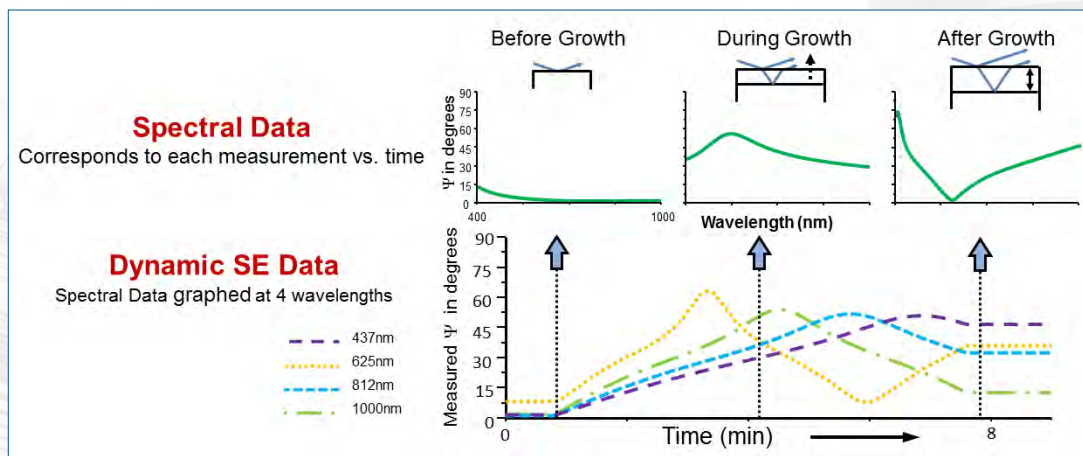 Before Growth
During Growth
After Growth
Spectral Data
Corresponds to each measurement vs. time
Ψ in degrees
90
75
60
45
30
15
0
400
1000
Wavelength (nm)
Dynamic SE Data
Spectral Data graphed at 4 wavelengths
437nm
625nm
812nm
1000nm
Measured Ψ in degrees
90
75
60
45
30
15
0
0
Time (min)
8